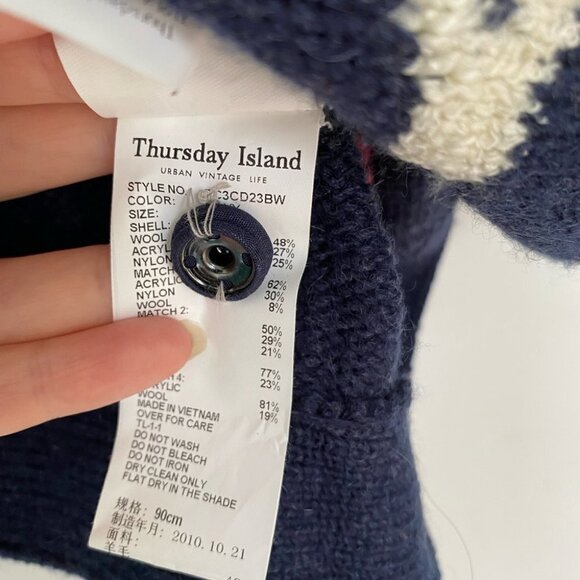 Thursday Island
URBAN VINTAGE LIFE
STYLE NO. C3CD23BW
COLOR:
SIZE:
SHELL:
WOOL 48%
ACRYL 27%
NYLON 25%
MATCH
ACRYLIC 62%
NYLON 30%
WOOL 8%
MATCH 2:
50%
29%
21%
4:
77%
RYLIC 23%
WOOL 81%
MADE IN VIETNAM 19%
OVER FOR CARE
TL-1-1
DO NOT WASH
DO NOT BLEACH
DO NOT IRON
DRY CLEAN ONLY
FLAT DRY IN THE SHADE
规格: 90cm
制造年月: 2010.10.21
面料:
羊毛